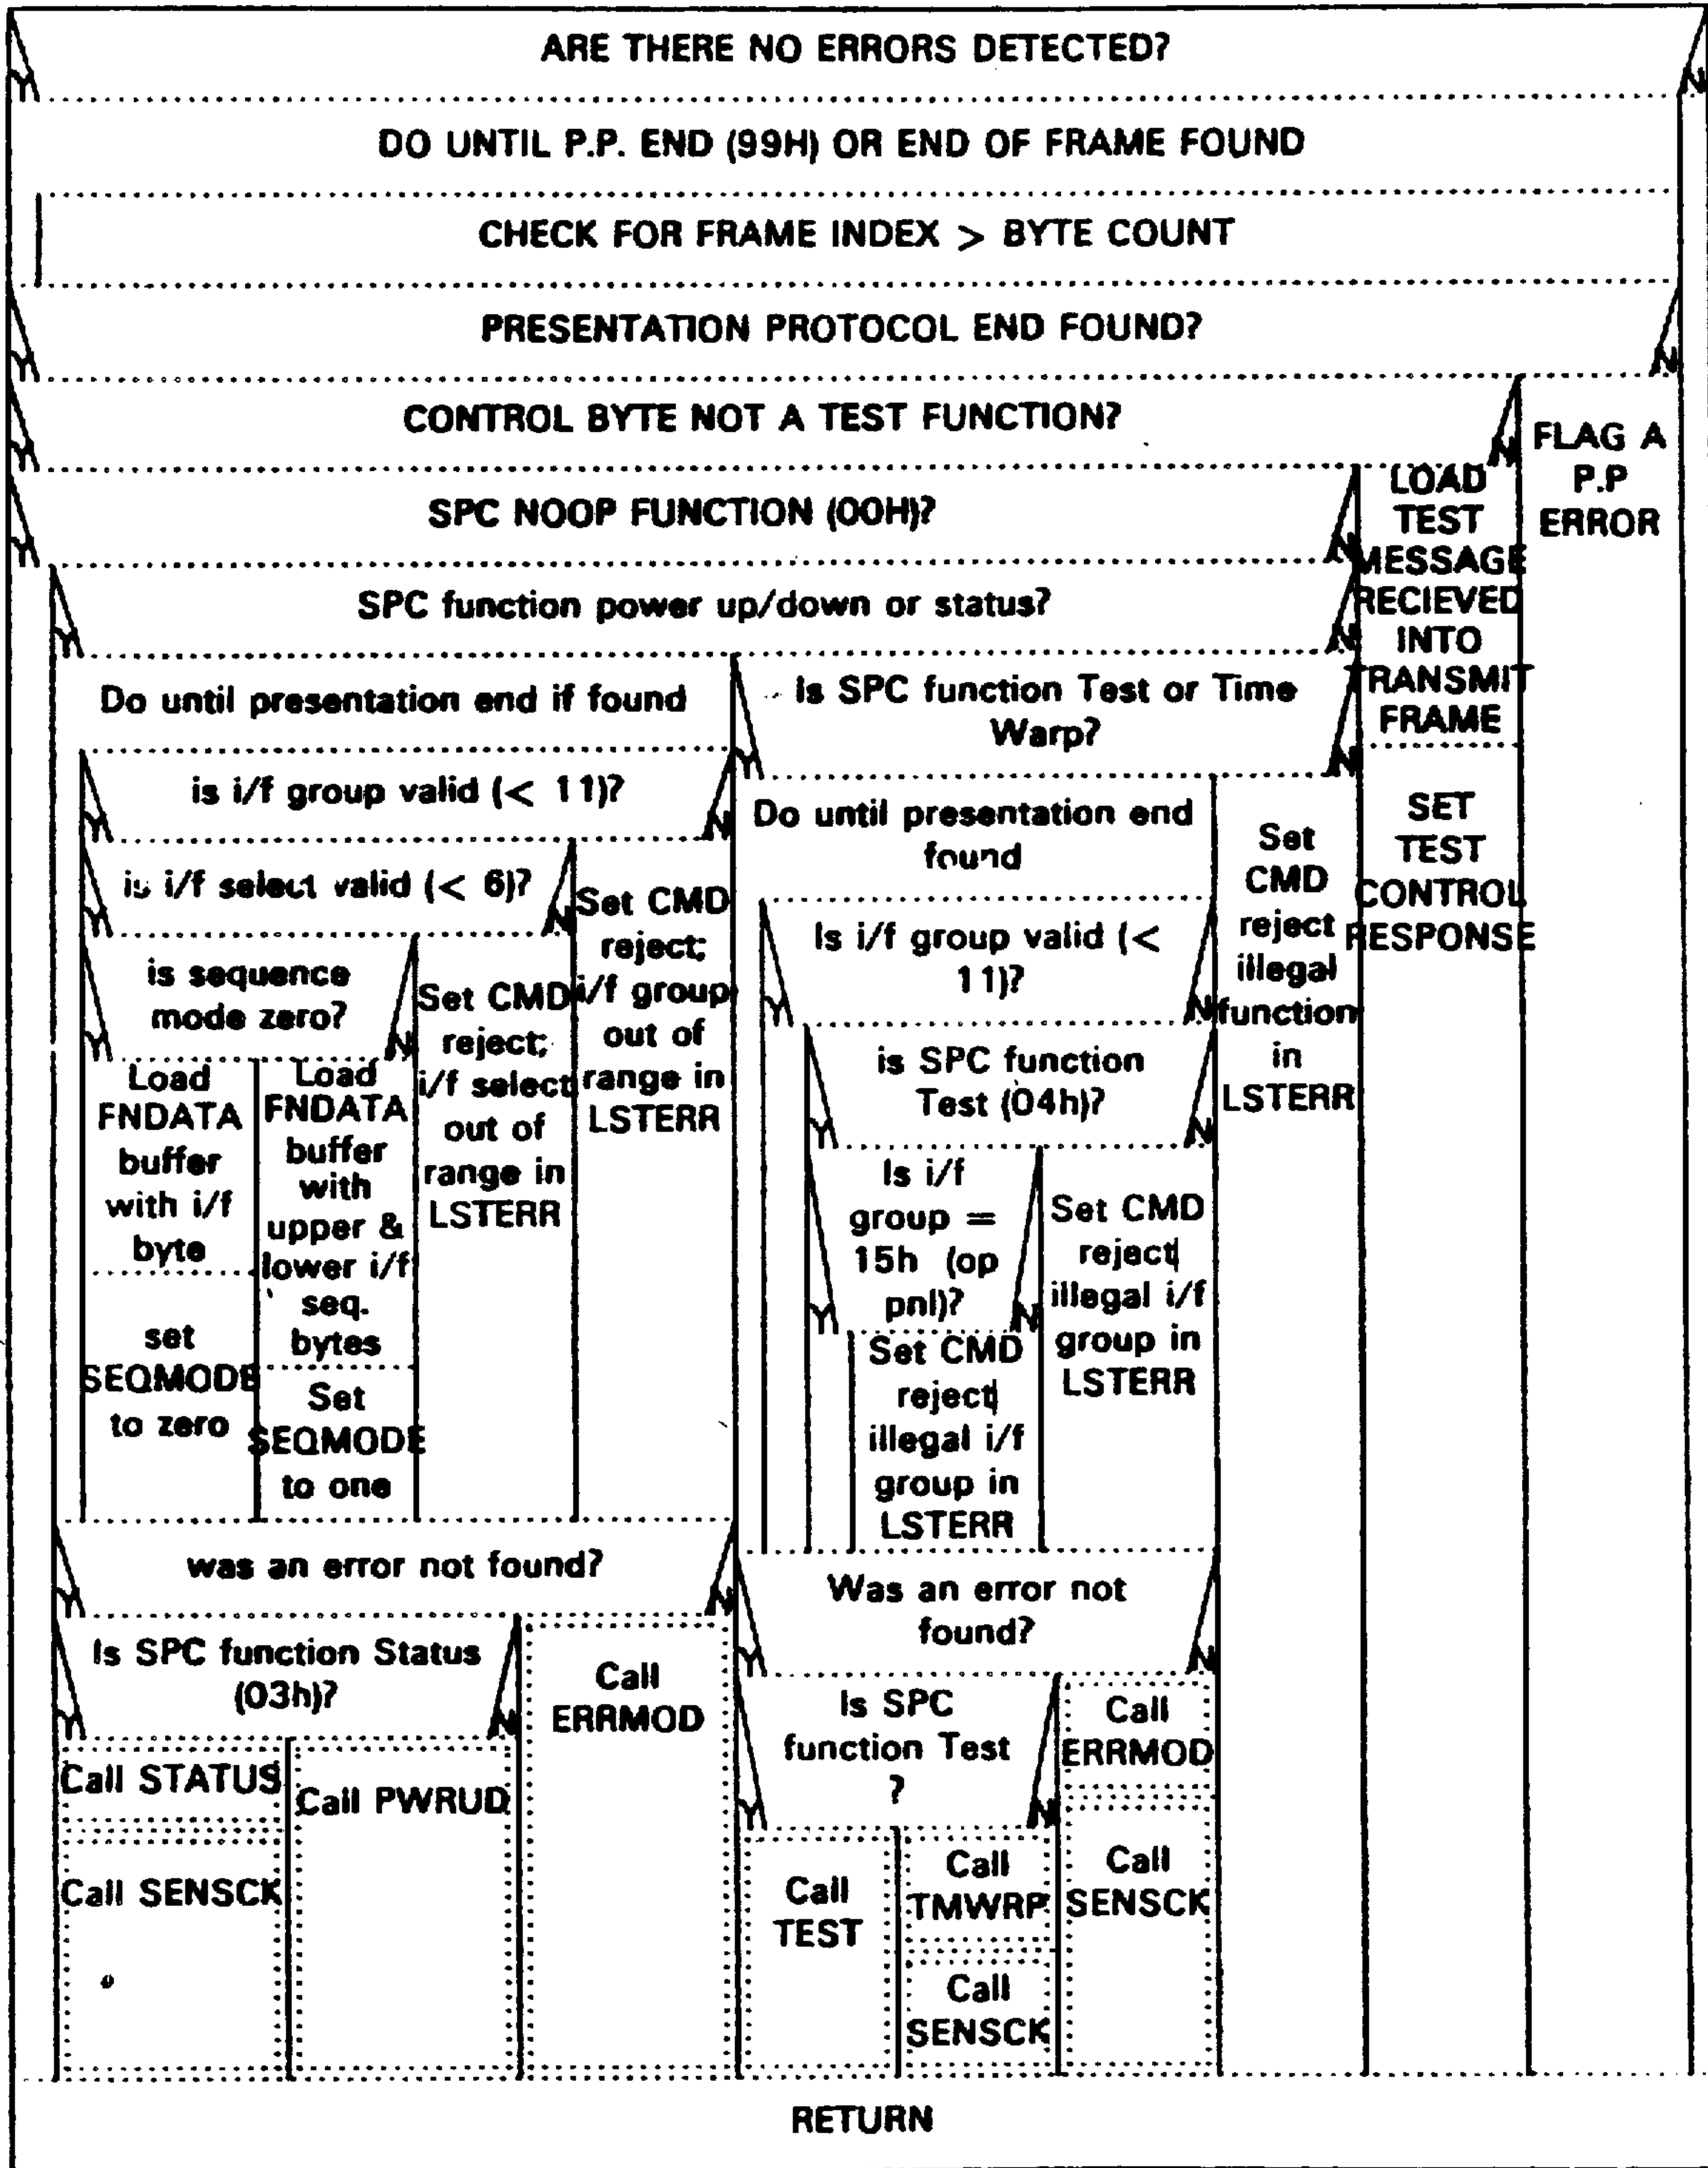 ARE THERE NO ERRORS DETECTED?
Y
N
DO UNTIL P.P. END (99H) OR END OF FRAME FOUND
CHECK FOR FRAME INDEX > BYTE COUNT
PRESENTATION PROTOCOL END FOUND?
Y
N
CONTROL BYTE NOT A TEST FUNCTION?
Y
N
FLAG A
P.P
ERROR
SPC NOOP FUNCTION (00H)?
Y
N
LOAD
TEST
MESSAGE
RECIEVED
INTO
TRANSMIT
FRAME
SET
TEST
CONTROL
RESPONSE
SPC function power up/down or status?
Y
N
Do until presentation end if found
is i/f group valid (< 11)?
Y
N
is i/f select valid (< 6)?
Y
N
is sequence
mode zero?
Y
N
Load
FNDATA
buffer
with i/f
byte
set
SEQMODE
to zero
Load
FNDATA
buffer
with
upper &
lower i/f
seq.
bytes
Set
SEQMODE
to one
Set CMD
reject;
i/f select
out of
range in
LSTERR
Set CMD
reject;
i/f group
out of
range in
LSTERR
was an error not found?
Y
N
Is SPC function Status
(03h)?
Y
N
Call STATUS
Call SENSCK
Call PWRUD
Call
ERRMOD
Is SPC function Test or Time
Warp?
Y
N
Do until presentation end
found
Is i/f group valid (<
11)?
Y
N
is SPC function
Test (04h)?
Y
N
Is i/f
group =
15h (op
pnl)?
Y
N
Set CMD
reject
illegal i/f
group in
LSTERR
Set CMD
reject
illegal i/f
group in
LSTERR
Set
CMD
reject
illegal
function
in
LSTERR
Was an error not
found?
Y
N
Is SPC
function Test
?
Y
N
Call
TEST
Call
TMWRP
Call
SENSCK
Call
ERRMOD
Call
SENSCK
RETURN